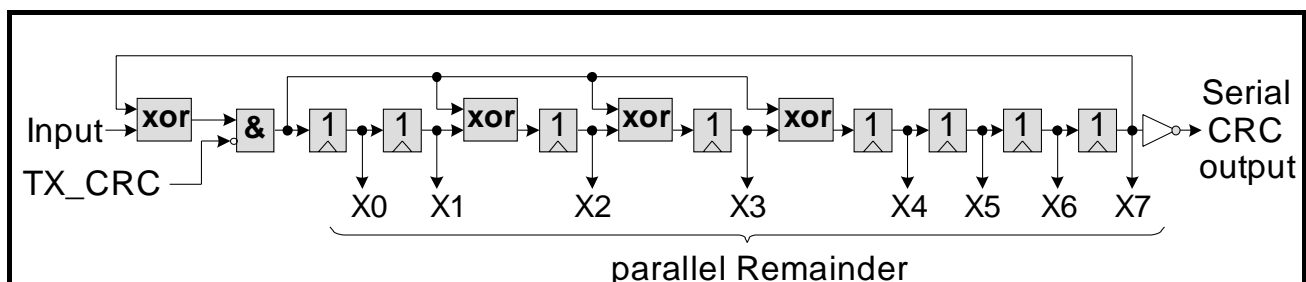 Input
TX_CRC
xor
&
1
1
xor
1
xor
1
xor
1
1
1
1
Serial
CRC
output
X0
X1
X2
X3
X4
X5
X6
X7
parallel Remainder